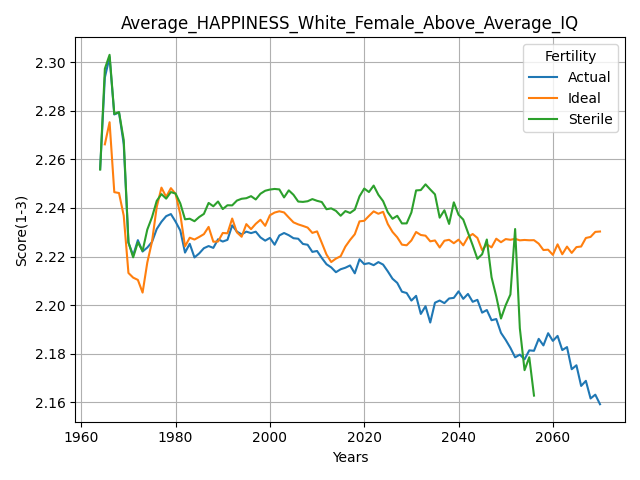 Average_HAPPINESS_White_Female_Above_Average_IQ
Fertility
Actual
Ideal
Sterile
Score(1-3)
2.30
2.28
2.26
2.24
2.22
2.20
2.18
2.16
1960 1980 2000 2020 2040 2060
Years